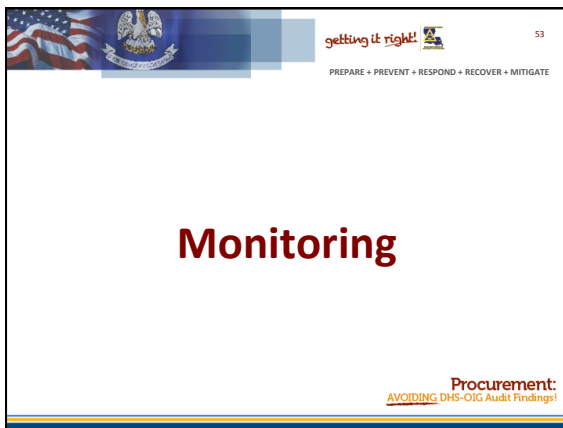 getting it right!
53
PREPARE + PREVENT + RESPOND + RECOVER + MITIGATE
Monitoring
Procurement:
AVOIDING DHS-OIG Audit Findings!